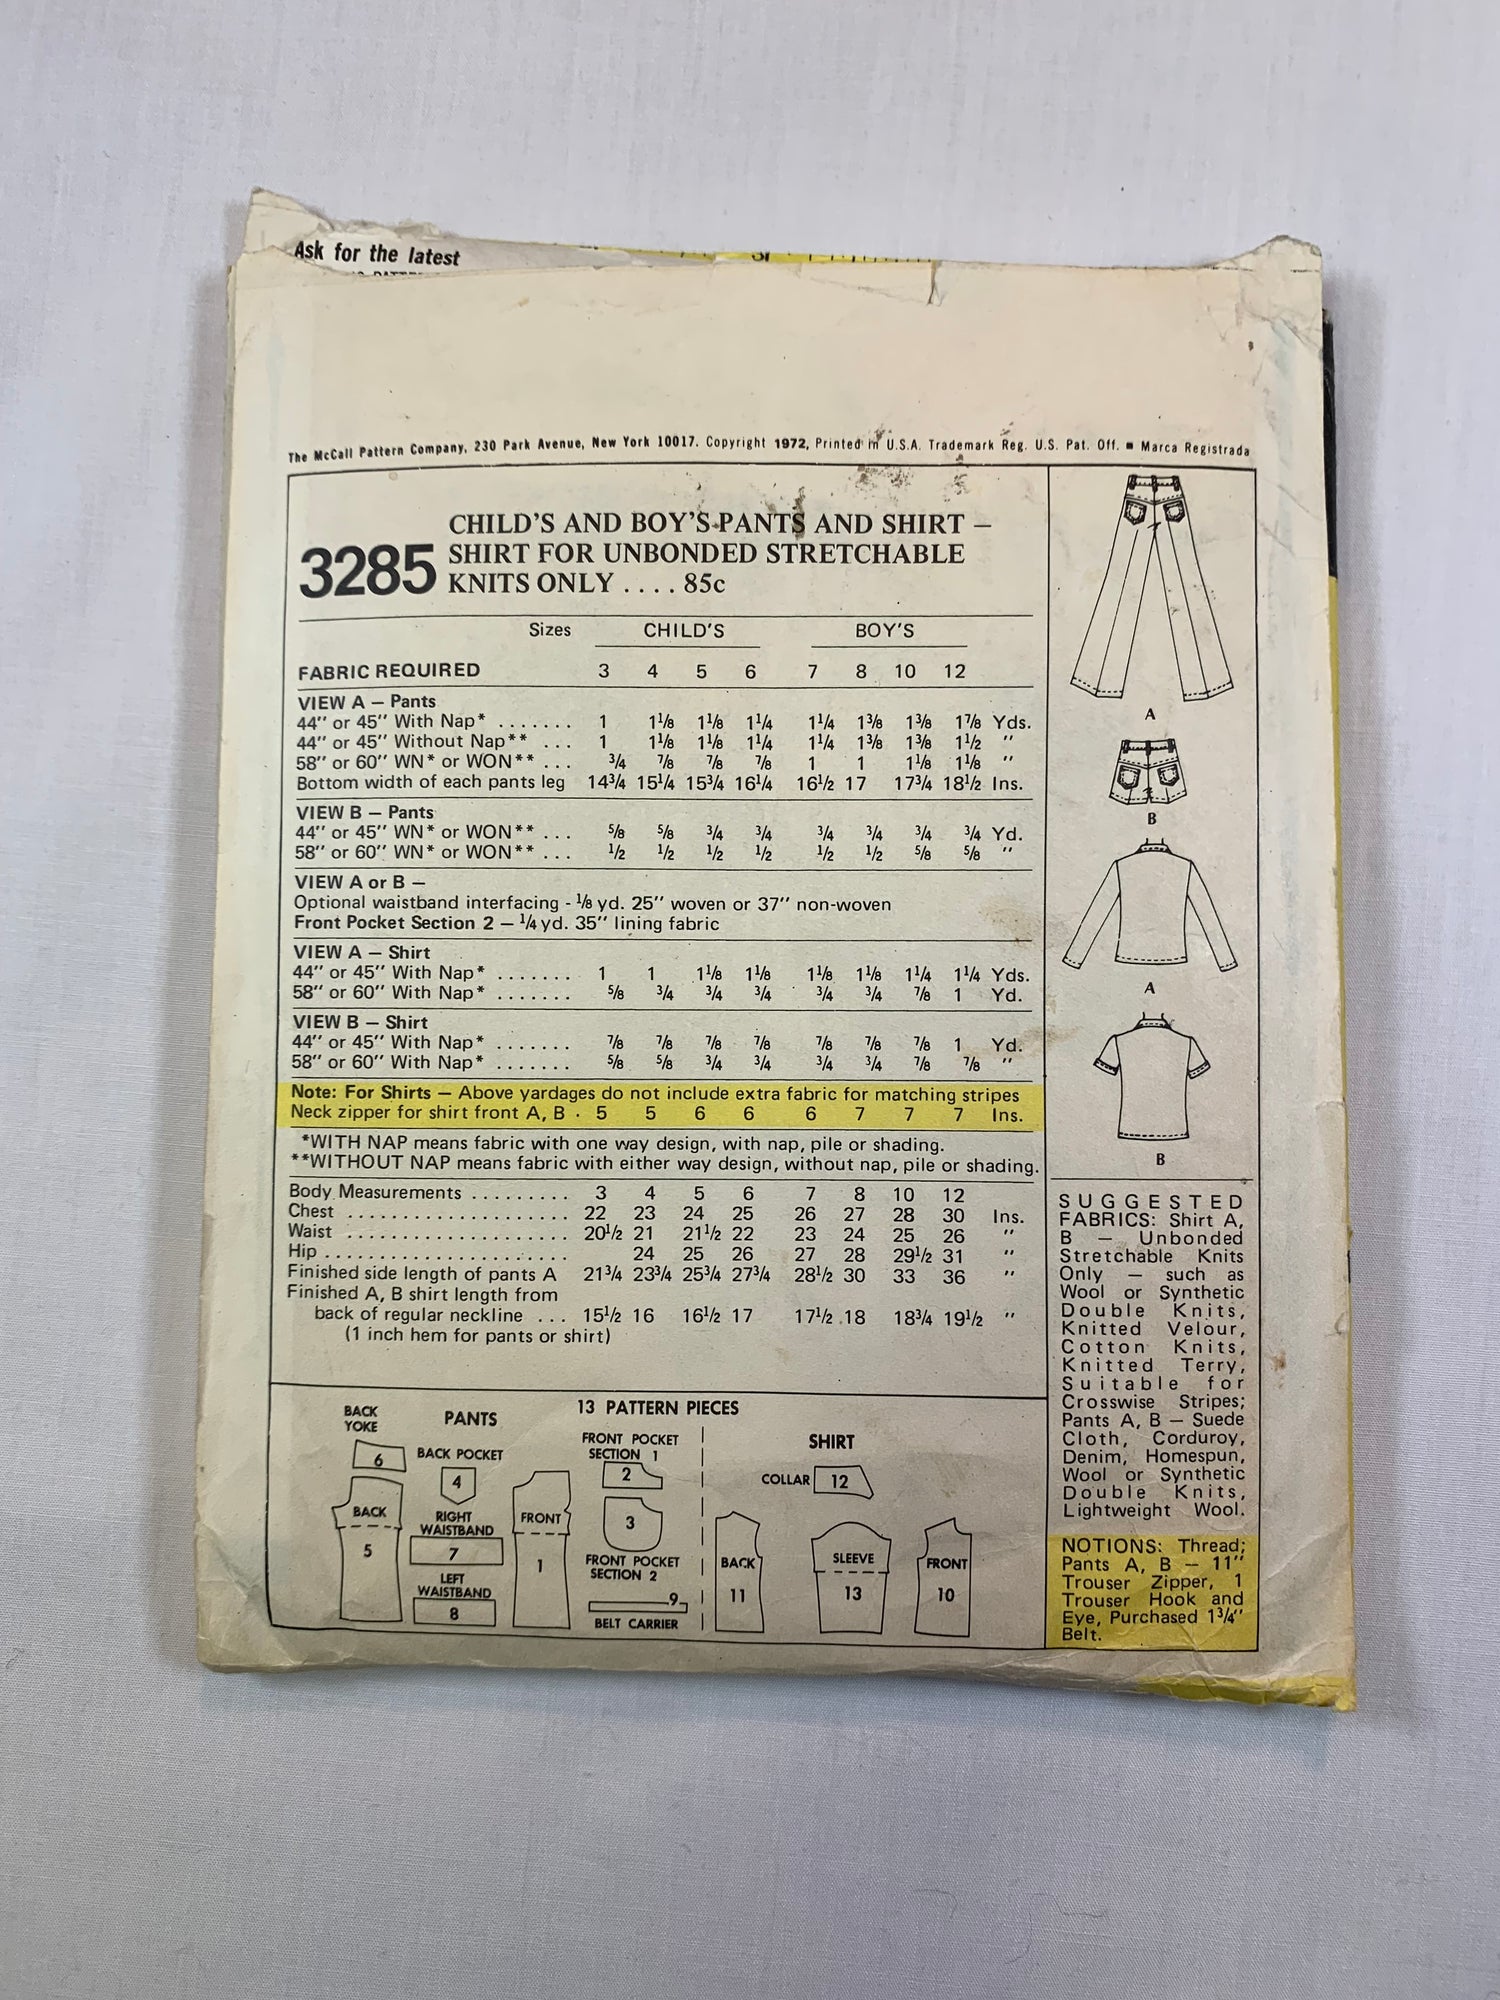 Ask for the latest
The McCall Pattern Company, 230 Park Avenue, New York 10017. Copyright 1972, Printed in U.S.A. Trademark Reg. U.S. Pat. Off. ■ Marca Registrada
3285
CHILD'S AND BOY'S PANTS AND SHIRT –
SHIRT FOR UNBONDED STRETCHABLE
KNITS ONLY .... 85c
Sizes CHILD'S BOY'S
FABRIC REQUIRED 3 4 5 6 7 8 10 12
VIEW A – Pants
44" or 45" With Nap* ....... 1 1⅛ 1⅛ 1¼ 1¼ 1⅜ 1⅜ 1⅞ Yds.
44" or 45" Without Nap** ... 1 1⅛ 1⅛ 1¼ 1¼ 1⅜ 1⅜ 1½ "
58" or 60" WN* or WON** ... ¾ ⅞ ⅞ ⅞ 1 1 1⅛ 1⅛ "
Bottom width of each pants leg 14¾ 15¼ 15¾ 16¼ 16½ 17 17¾ 18½ Ins.
VIEW B – Pants
44" or 45" WN* or WON** ... ⅝ ⅝ ¾ ¾ ¾ ¾ ¾ ¾ Yd.
58" or 60" WN* or WON** ... ½ ½ ½ ½ ½ ½ ⅝ ⅝ "
VIEW A or B –
Optional waistband interfacing - ⅛ yd. 25" woven or 37" non-woven
Front Pocket Section 2 – ¼ yd. 35" lining fabric
VIEW A – Shirt
44" or 45" With Nap* ....... 1 1 1⅛ 1⅛ 1⅛ 1⅛ 1¼ 1¼ Yds.
58" or 60" With Nap* ....... ⅝ ¾ ¾ ¾ ¾ ¾ ⅞ 1 Yd.
VIEW B – Shirt
44" or 45" With Nap* ....... ⅞ ⅞ ⅞ ⅞ ⅞ ⅞ ⅞ 1 Yd.
58" or 60" With Nap* ....... ⅝ ⅝ ¾ ¾ ¾ ¾ ⅞ ⅞ "
Note: For Shirts – Above yardages do not include extra fabric for matching stripes
Neck zipper for shirt front A, B . 5 5 6 6 6 7 7 7 Ins.
*WITH NAP means fabric with one way design, with nap, pile or shading.
**WITHOUT NAP means fabric with either way design, without nap, pile or shading.
Body Measurements ......... 3 4 5 6 7 8 10 12
Chest .................... 22 23 24 25 26 27 28 30 Ins.
Waist .................... 20½ 21 21½ 22 23 24 25 26 "
Hip ...................... 24 25 26 27 28 29½ 31 "
Finished side length of pants A 21¾ 23¾ 25¾ 27¾ 28½ 30 33 36 "
Finished A, B shirt length from
back of regular neckline ... 15½ 16 16½ 17 17½ 18 18¾ 19½ "
(1 inch hem for pants or shirt)
A
B
A
B
SUGGESTED
FABRICS: Shirt A,
B – Unbonded
Stretchable Knits
Only – such as
Wool or Synthetic
Double Knits,
Knitted Velour,
Cotton Knits,
Knitted Terry,
Suitable for
Crosswise Stripes;
Pants A, B – Suede
Cloth, Corduroy,
Denim, Homespun,
Wool or Synthetic
Double Knits,
Lightweight Wool.
NOTIONS: Thread;
Pants A, B – 11"
Trouser Zipper, 1
Trouser Hook and
Eye, Purchased 1¾"
Belt.
13 PATTERN PIECES
PANTS
BACK
YOKE
6
BACK POCKET
4
BACK
5
RIGHT
WAISTBAND
7
LEFT
WAISTBAND
8
FRONT
1
FRONT POCKET
SECTION 1
2
3
FRONT POCKET
SECTION 2
9
BELT CARRIER
SHIRT
COLLAR 12
BACK
11
SLEEVE
13
FRONT
10